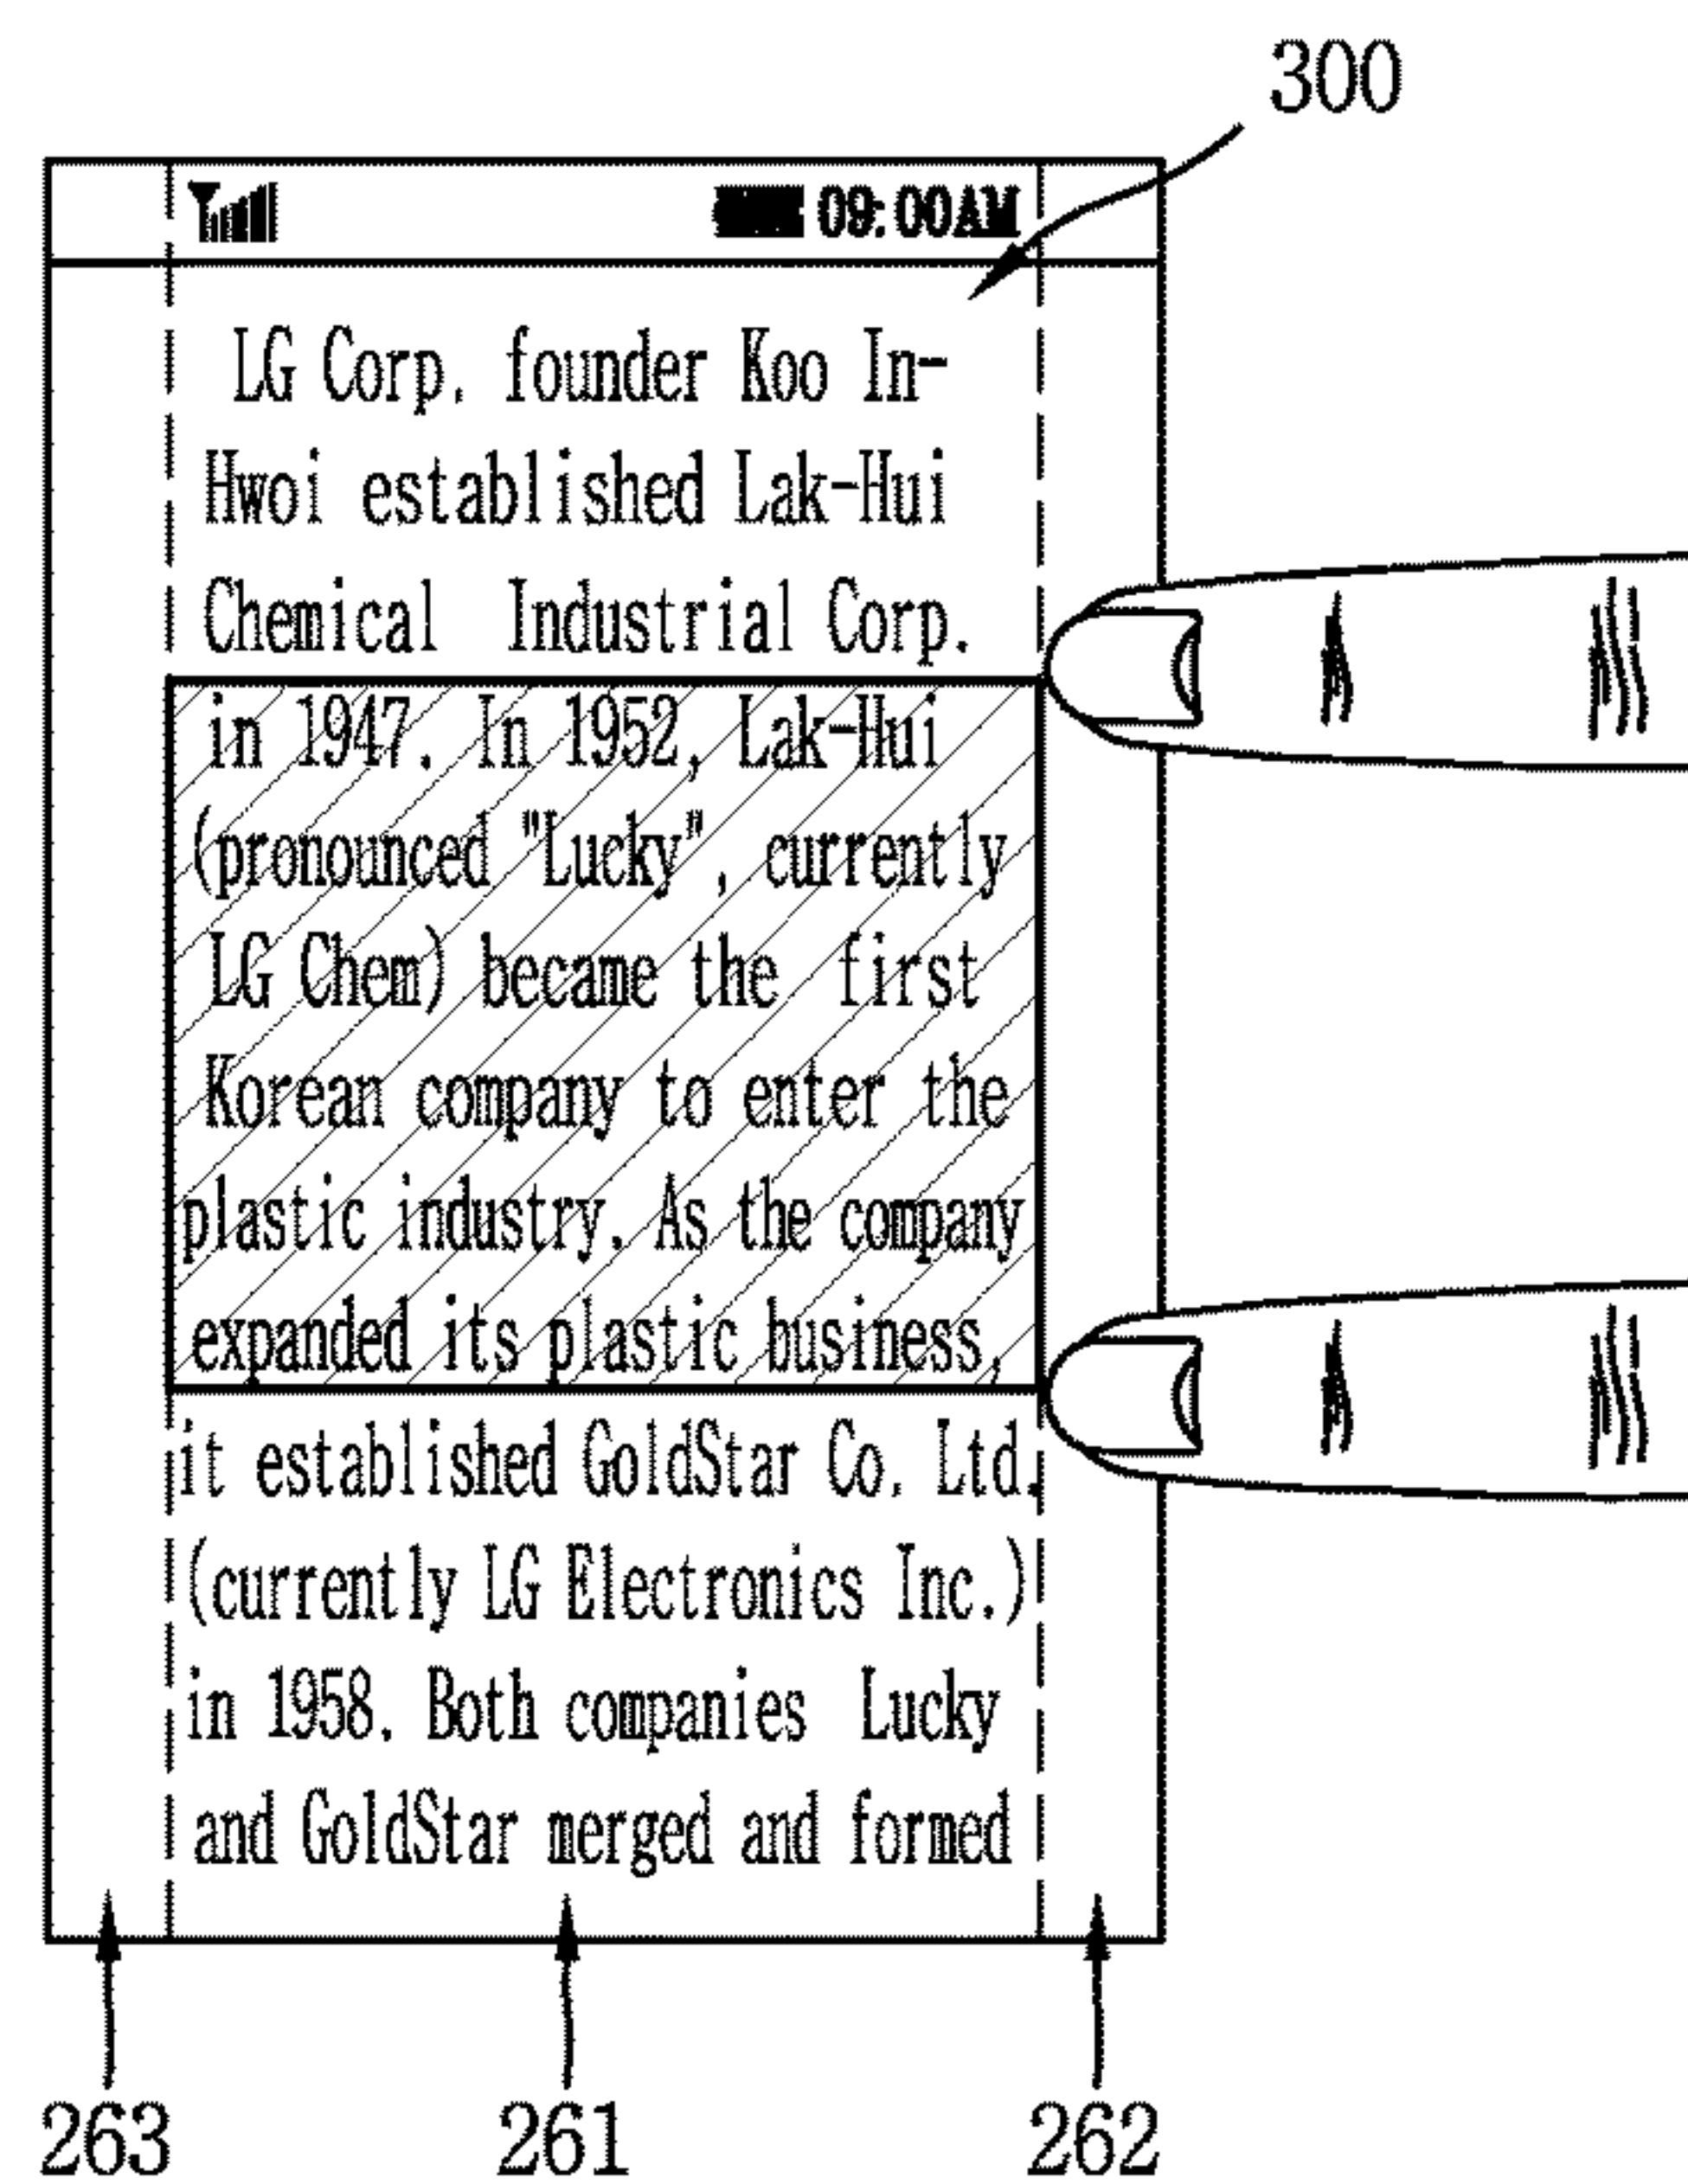 300
09:00AM
LG Corp. founder Koo In-
Hwoi established Lak-Hui
Chemical Industrial Corp.
in 1947. In 1952, Lak-Hui
(pronounced "Lucky", currently
LG Chem) became the first
Korean company to enter the
plastic industry. As the company
expanded its plastic business,
it established GoldStar Co. Ltd.
(currently LG Electronics Inc.)
in 1958. Both companies Lucky
and GoldStar merged and formed
263 261 262